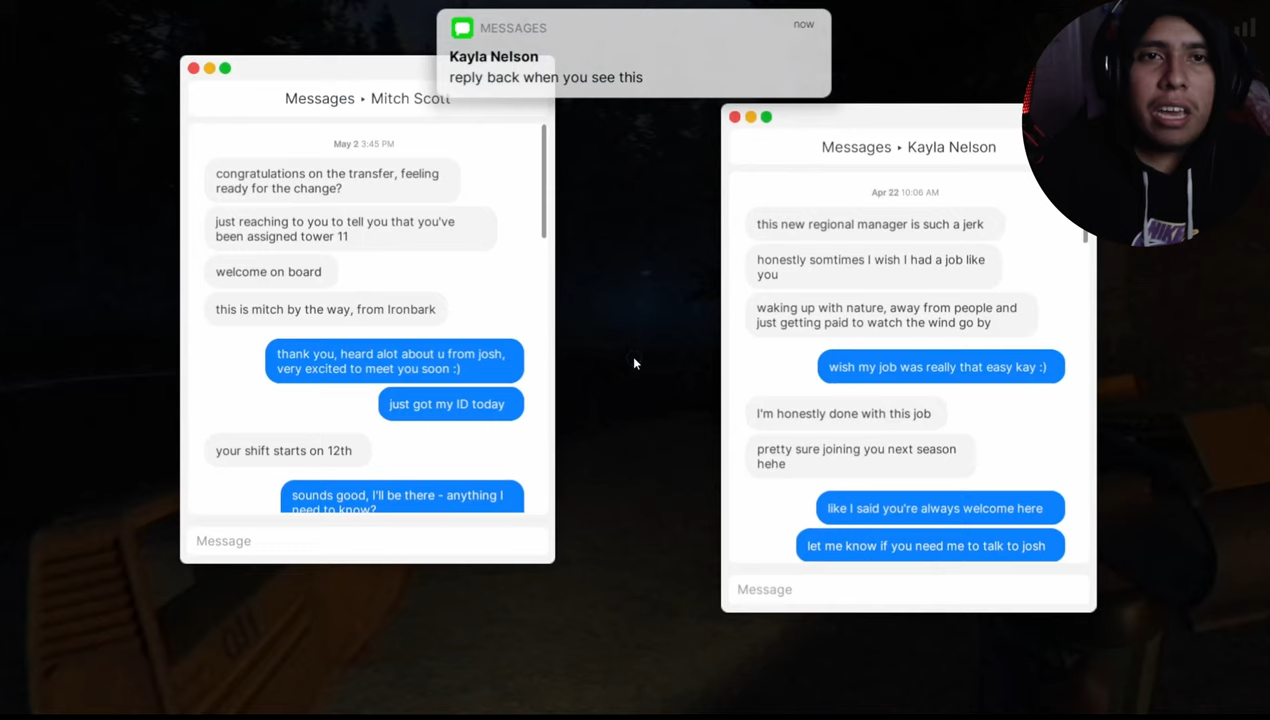 MESSAGES
now
Kayla Nelson
reply back when you see this
Messages ▸ Mitch Scott
May 2 3:45 PM
congratulations on the transfer, feeling
ready for the change?
just reaching to you to tell you that you've
been assigned tower 11
welcome on board
this is mitch by the way, from Ironbark
thank you, heard alot about u from josh,
very excited to meet you soon :)
just got my ID today
your shift starts on 12th
sounds good, I'll be there - anything I
need to know?
Message
Messages ▸ Kayla Nelson
Apr 22 10:06 AM
this new regional manager is such a jerk
honestly somtimes I wish I had a job like
you
waking up with nature, away from people and
just getting paid to watch the wind go by
wish my job was really that easy kay :)
I'm honestly done with this job
pretty sure joining you next season
hehe
like I said you're always welcome here
let me know if you need me to talk to josh
Message
NIKE